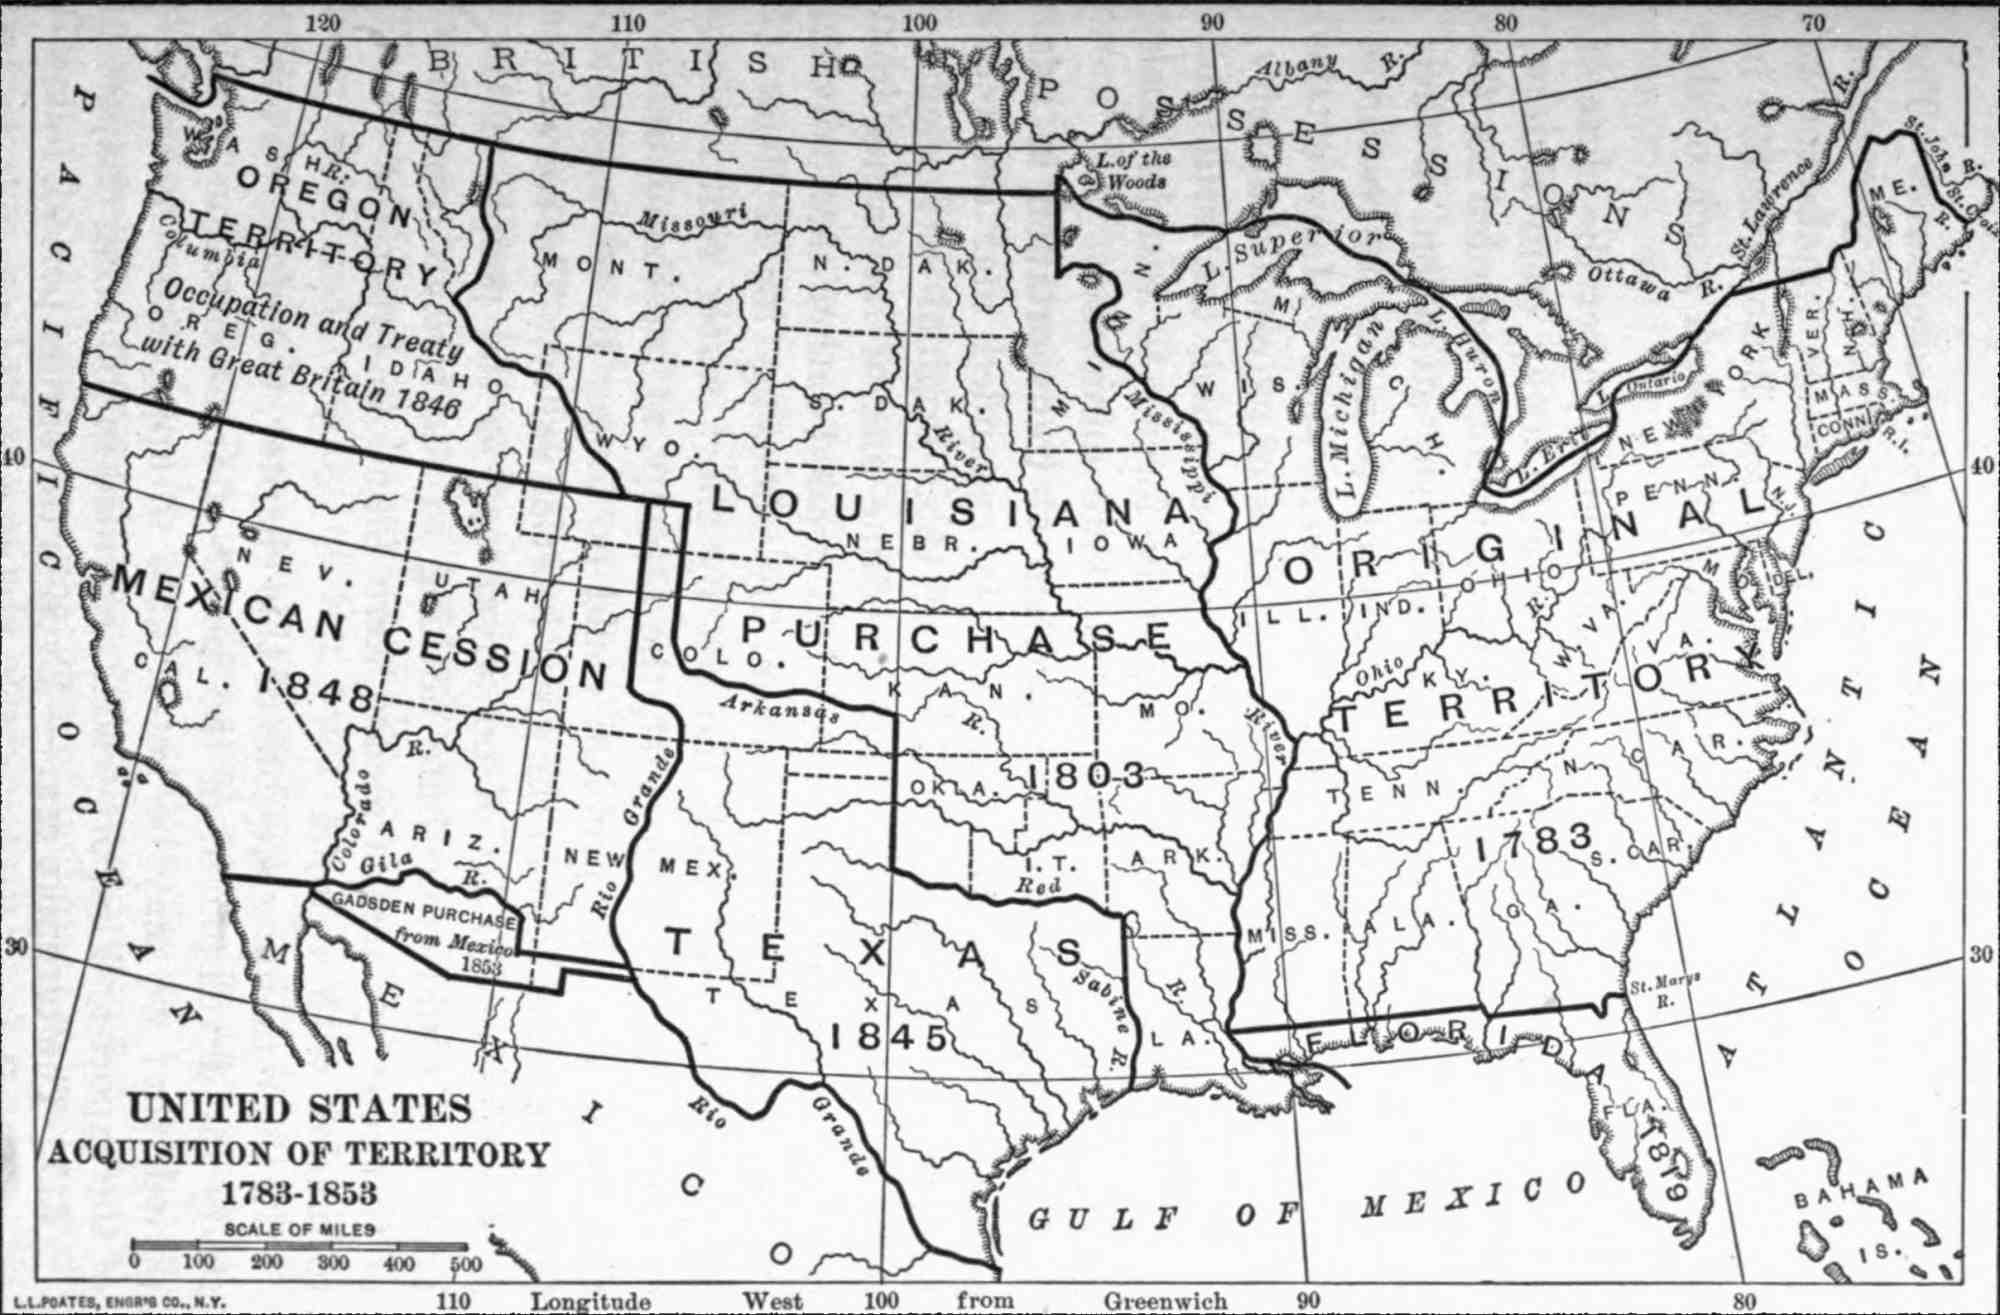 120 110 100 90 80 70
BRITISH POSSESSIONS
Albany R.
R.
L. of the
Woods
St. John R.
St. Croix R.
ME.
St. Lawrence
Ottawa R.
PACIFIC OCEAN
WASH.
OREGON
TERRITORY
Columbia R.
Occupation and Treaty
with Great Britain 1846
OREG.
IDAHO
Missouri
MONT.
N. DAK.
MINN.
L. Superior
MICH.
WIS.
L. Michigan
L. Huron
L. Ontario
L. Erie
NEW YORK
VER.
N.H.
MASS.
CONN.
R.I.
WYO.
S. DAK.
River
Mississippi
40 40
LOUISIANA
PURCHASE
1803
NEBR.
IOWA
ORIGINAL
TERRITORY
1783
PENN.
N.J.
OHIO
MD.
DEL.
ILL.
IND.
W. VA.
VA.
Ohio R.
KY.
NEV.
UTAH
MEXICAN CESSION
1848
CAL.
COLO.
KAN.
Arkansas R.
MO.
River
TENN.
N. CAR.
S. CAR.
Colorado R.
ARIZ.
Gila R.
NEW MEX.
Rio Grande
OKLA.
I.T.
Red R.
ARK.
MISS.
ALA.
GA.
GADSDEN PURCHASE
from Mexico
1853
30 30
TEXAS
TEXAS
1845
Sabine R.
LA.
St. Marys
R.
FLORIDA
FLA.
1819
ATLANTIC OCEAN
MEXICO
Rio Grande
GULF OF MEXICO
BAHAMA
IS.
UNITED STATES
ACQUISITION OF TERRITORY
1783-1853
SCALE OF MILES
0 100 200 300 400 500
L.L.POATES, ENGR'G CO., N.Y.
110 Longitude West 100 from Greenwich 90 80